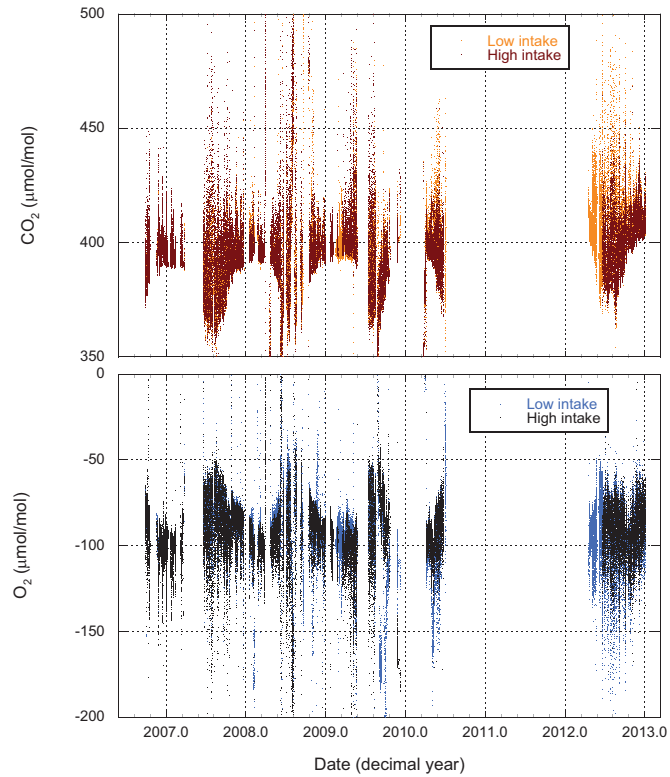 500
Low intake
High intake
450
CO2 (μmol/mol)
400
350
0
Low intake
High intake
-50
O2 (μmol/mol)
-100
-150
-200
2007.0 2008.0 2009.0 2010.0 2011.0 2012.0 2013.0
Date (decimal year)